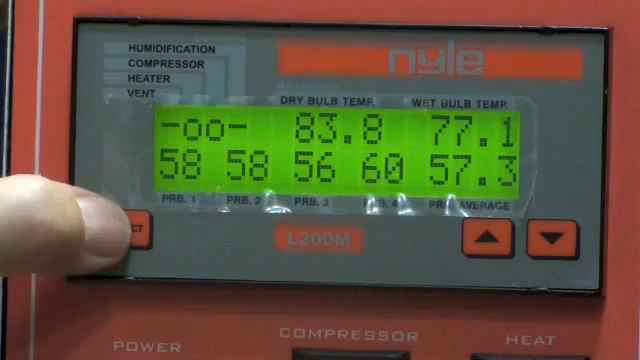 HUMIDIFICATION
COMPRESSOR
HEATER
VENT
nyle
DRY BULB TEMP. WET BULB TEMP.
-oo- 83.8 77.1
58 58 56 60 57.3
PRB. 1 PRB. 2 PRB. 3 AVERAGE
L200M
POWER COMPRESSOR HEAT